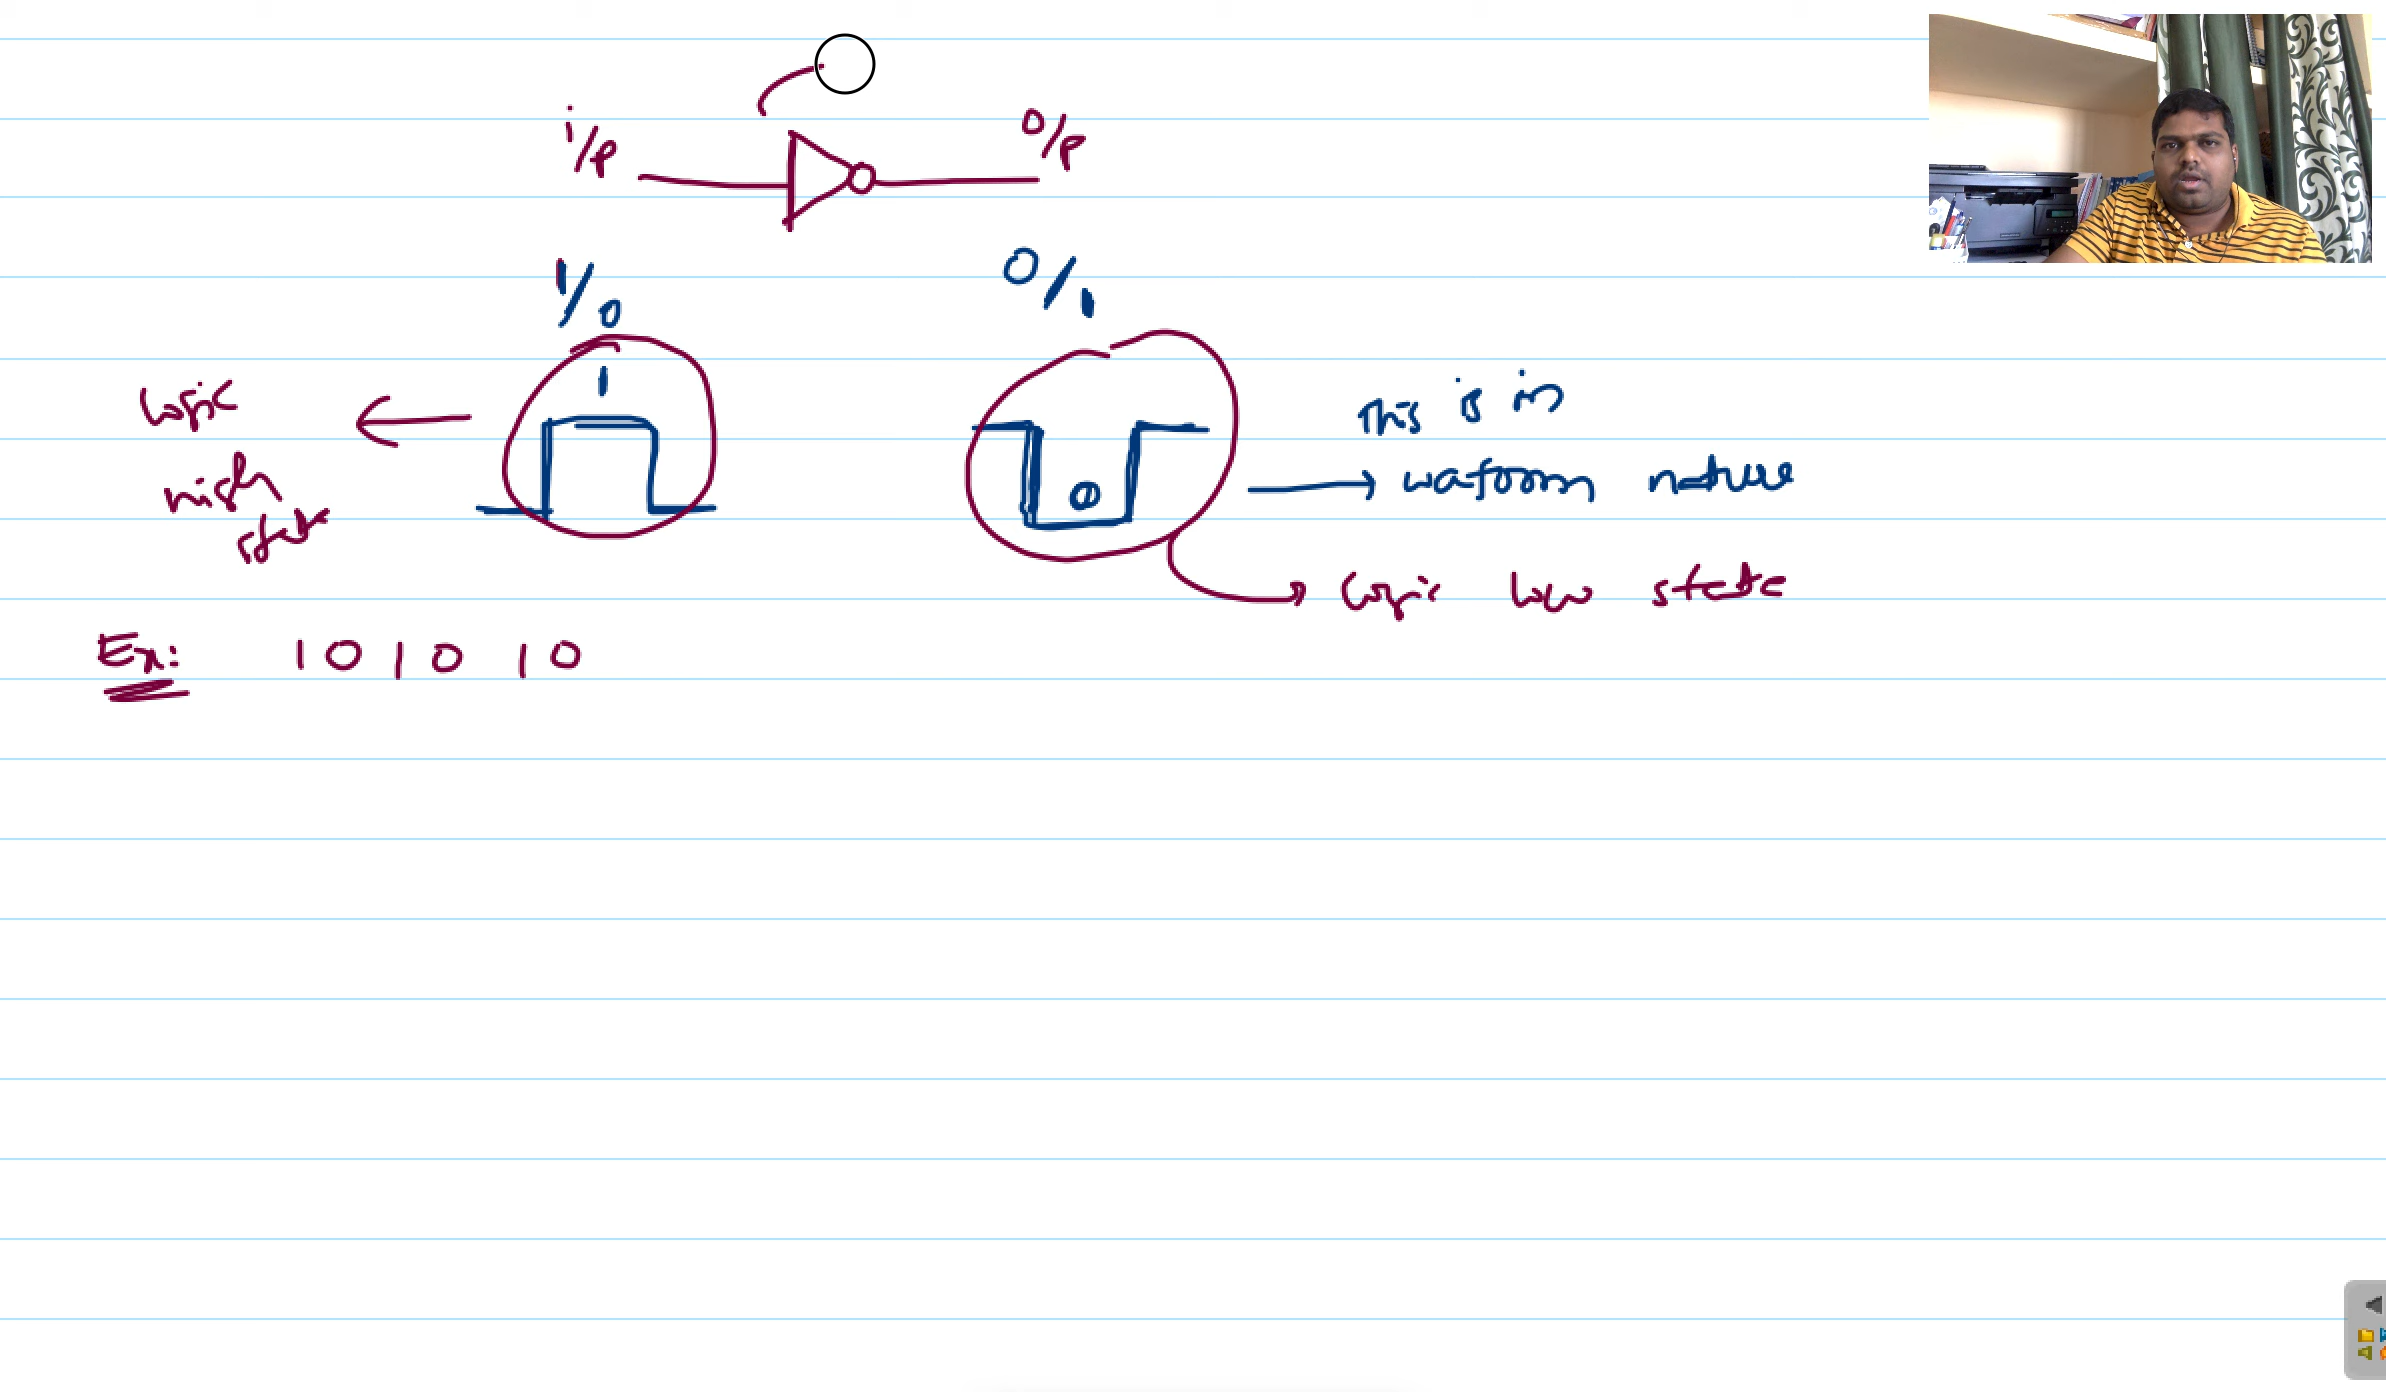 i/p
o/p
1/0
0/1
1
0
logic
high
state
This is in
waform nature
logic low state
Ex: 1 0 1 0 1 0